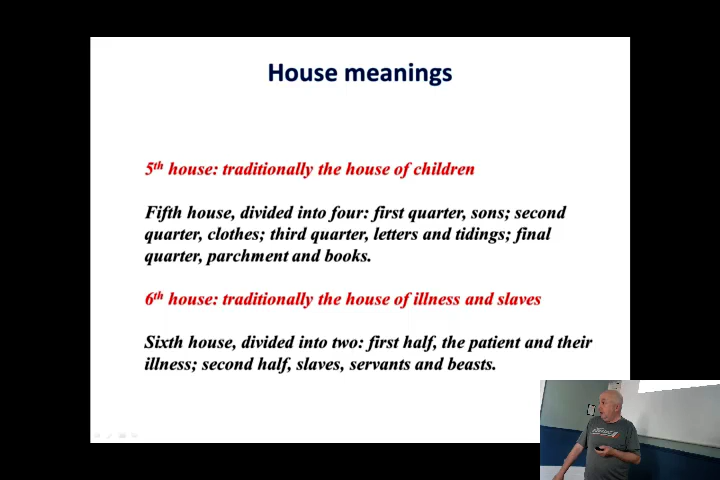 House meanings
5th house: traditionally the house of children
Fifth house, divided into four: first quarter, sons; second
quarter, clothes; third quarter, letters and tidings; final
quarter, parchment and books.
6th house: traditionally the house of illness and slaves
Sixth house, divided into two: first half, the patient and their
illness; second half, slaves, servants and beasts.